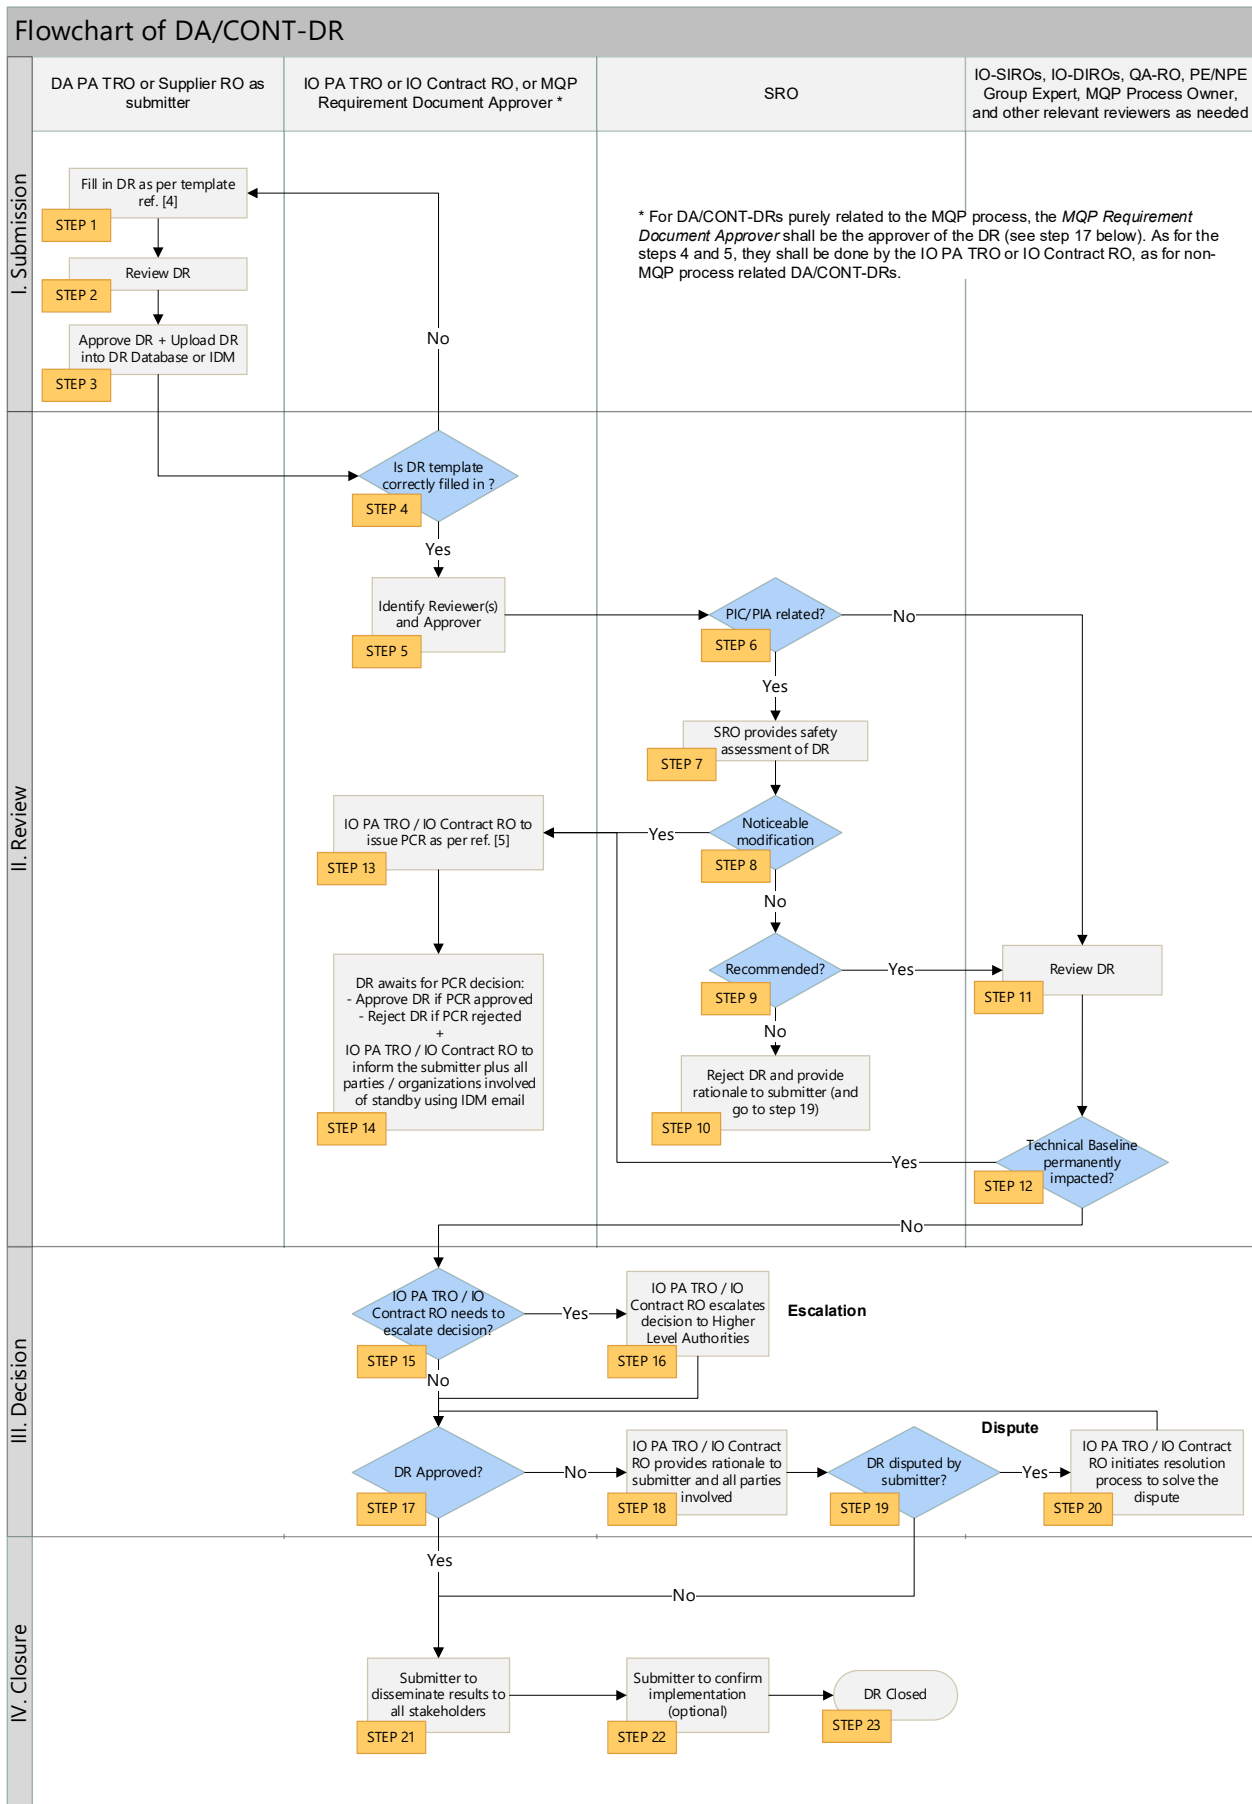 Flowchart of DA/CONT-DR
DA PA TRO or Supplier RO as
submitter
IO PA TRO or IO Contract RO, or MQP
Requirement Document Approver *
SRO
IO-SIROs, IO-DIROs, QA-RO, PE/NPE
Group Expert, MQP Process Owner,
and other relevant reviewers as needed
I. Submission
Fill in DR as per template
ref. [4]
STEP 1
Review DR
STEP 2
Approve DR + Upload DR
into DR Database or IDM
STEP 3
No
* For DA/CONT-DRs purely related to the MQP process, the MQP Requirement
Document Approver shall be the approver of the DR (see step 17 below). As for the
steps 4 and 5, they shall be done by the IO PA TRO or IO Contract RO, as for non-
MQP process related DA/CONT-DRs.
II. Review
Is DR template
correctly filled in ?
STEP 4
Yes
Identify Reviewer(s)
and Approver
STEP 5
PIC/PIA related?
STEP 6
No
Yes
SRO provides safety
assessment of DR
STEP 7
Noticeable
modification
STEP 8
Yes
IO PA TRO / IO Contract RO to
issue PCR as per ref. [5]
STEP 13
No
Recommended?
STEP 9
Yes
Review DR
STEP 11
DR awaits for PCR decision:
- Approve DR if PCR approved
- Reject DR if PCR rejected
+
IO PA TRO / IO Contract RO to
inform the submitter plus all
parties / organizations involved
of standby using IDM email
STEP 14
No
Reject DR and provide
rationale to submitter (and
go to step 19)
STEP 10
Technical Baseline
permanently
impacted?
STEP 12
Yes
No
III. Decision
IO PA TRO / IO
Contract RO needs to
escalate decision?
STEP 15
Yes
IO PA TRO / IO
Contract RO escalates
decision to Higher
Level Authorities
STEP 16
Escalation
No
DR Approved?
STEP 17
No
IO PA TRO / IO Contract
RO provides rationale to
submitter and all parties
involved
STEP 18
DR disputed by
submitter?
STEP 19
Yes
Dispute
IO PA TRO / IO Contract
RO initiates resolution
process to solve the
dispute
STEP 20
IV. Closure
Yes
No
Submitter to
disseminate results to
all stakeholders
STEP 21
Submitter to confirm
implementation
(optional)
STEP 22
DR Closed
STEP 23